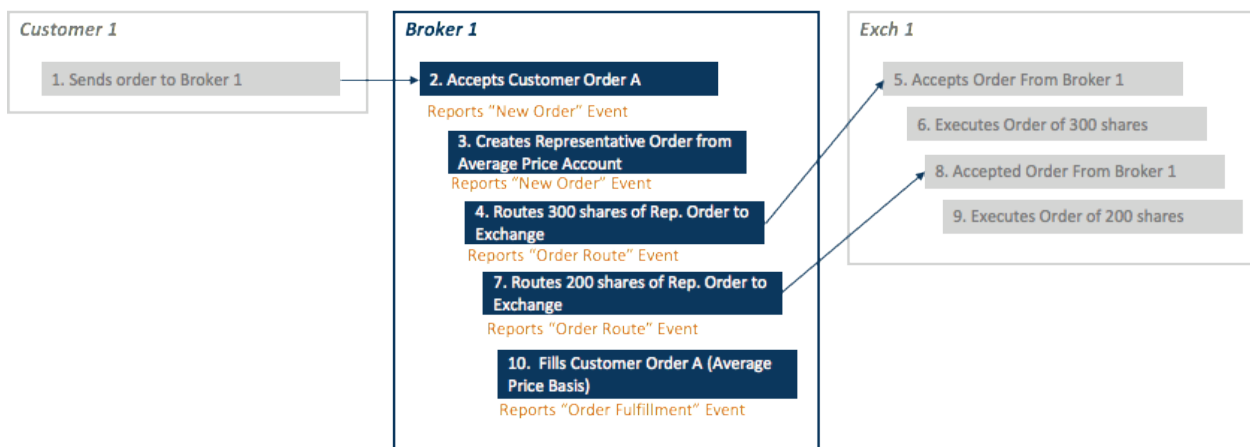 Customer 1
1. Sends order to Broker 1
Broker 1
2. Accepts Customer Order A
Reports "New Order" Event
3. Creates Representative Order from
Average Price Account
Reports "New Order" Event
4. Routes 300 shares of Rep. Order to
Exchange
Reports "Order Route" Event
7. Routes 200 shares of Rep. Order to
Exchange
Reports "Order Route" Event
10. Fills Customer Order A (Average
Price Basis)
Reports "Order Fulfillment" Event
Exch 1
5. Accepts Order From Broker 1
6. Executes Order of 300 shares
8. Accepted Order From Broker 1
9. Executes Order of 200 shares